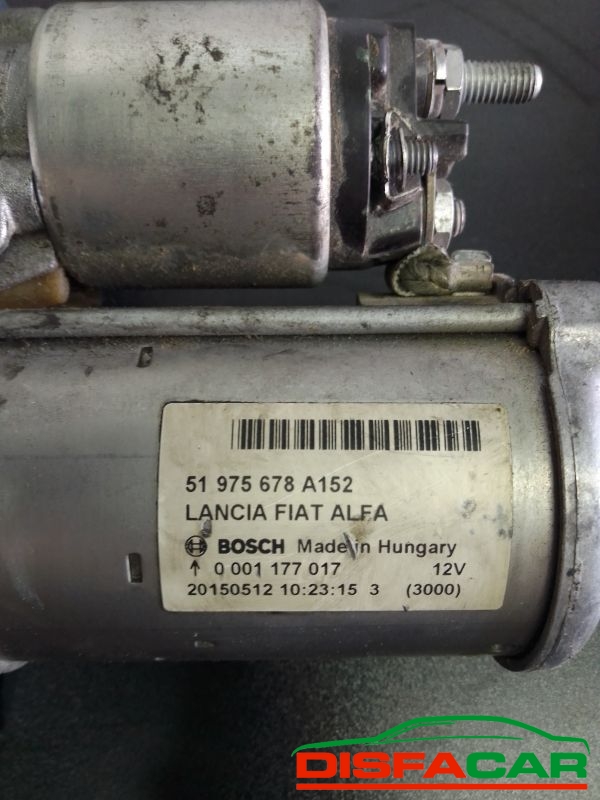 51 975 678 A152
LANCIA FIAT ALFA
BOSCH Made in Hungary
↑ 0 001 177 017 12V
20150512 10:23:15 3 (3000)
DISFACAR